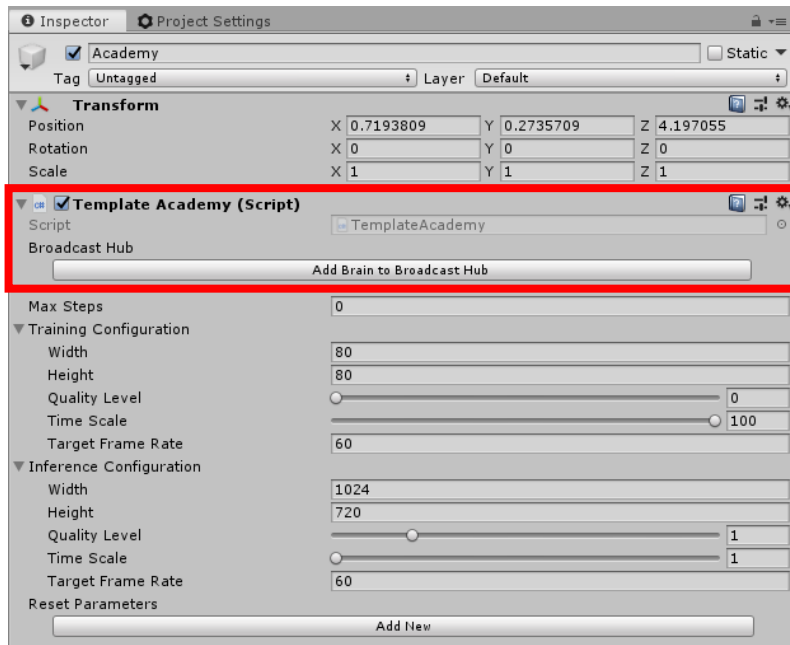 Inspector Project Settings
Academy Static
Tag Untagged Layer Default
Transform
Position X 0.7193809 Y 0.2735709 Z 4.197055
Rotation X 0 Y 0 Z 0
Scale X 1 Y 1 Z 1
Template Academy (Script)
Script TemplateAcademy
Broadcast Hub
Add Brain to Broadcast Hub
Max Steps 0
Training Configuration
Width 80
Height 80
Quality Level 0
Time Scale 100
Target Frame Rate 60
Inference Configuration
Width 1024
Height 720
Quality Level 1
Time Scale 1
Target Frame Rate 60
Reset Parameters
Add New